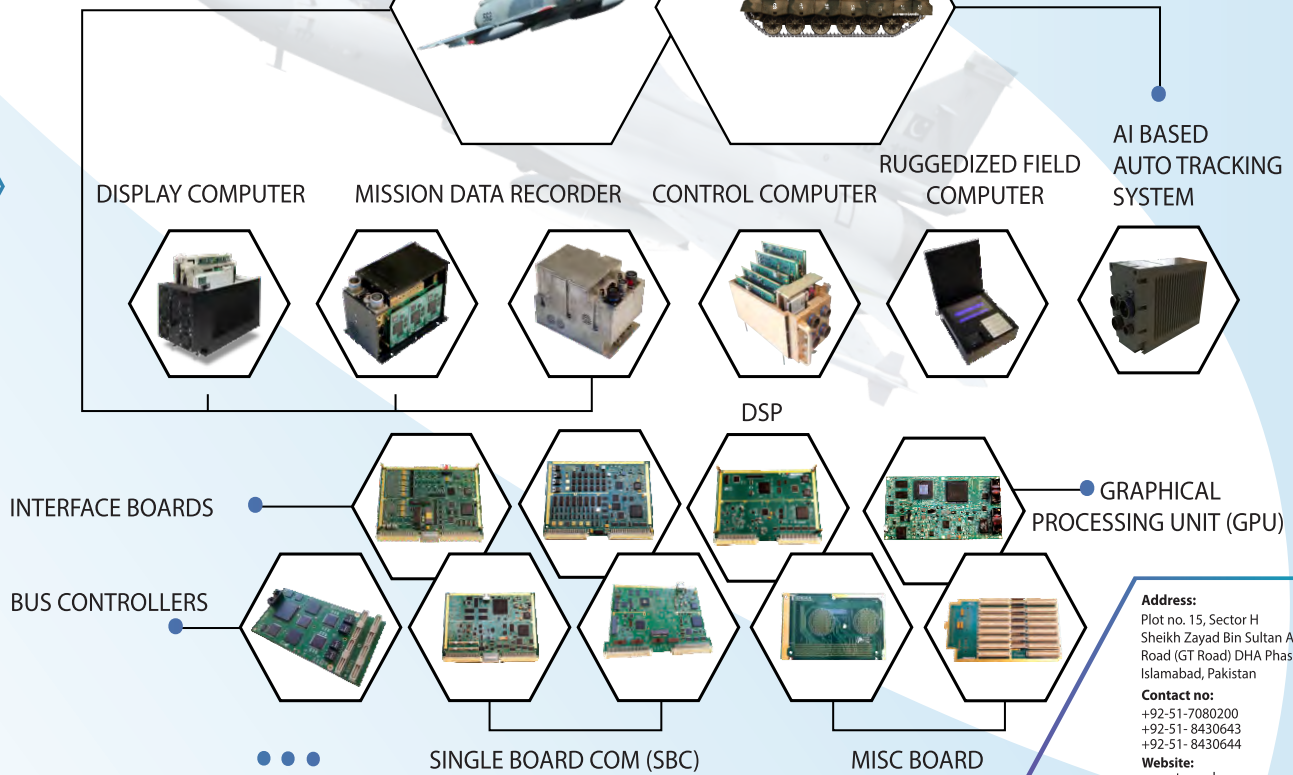 AI BASED
AUTO TRACKING
SYSTEM
RUGGEDIZED FIELD
COMPUTER
DISPLAY COMPUTER
MISSION DATA RECORDER
CONTROL COMPUTER
DSP
INTERFACE BOARDS
GRAPHICAL
PROCESSING UNIT (GPU)
BUS CONTROLLERS
SINGLE BOARD COM (SBC)
MISC BOARD
Address:
Plot no. 15, Sector H
Sheikh Zayad Bin Sultan A
Road (GT Road) DHA Phas
Islamabad, Pakistan
Contact no:
+92-51-7080200
+92-51- 8430643
+92-51- 8430644
Website: